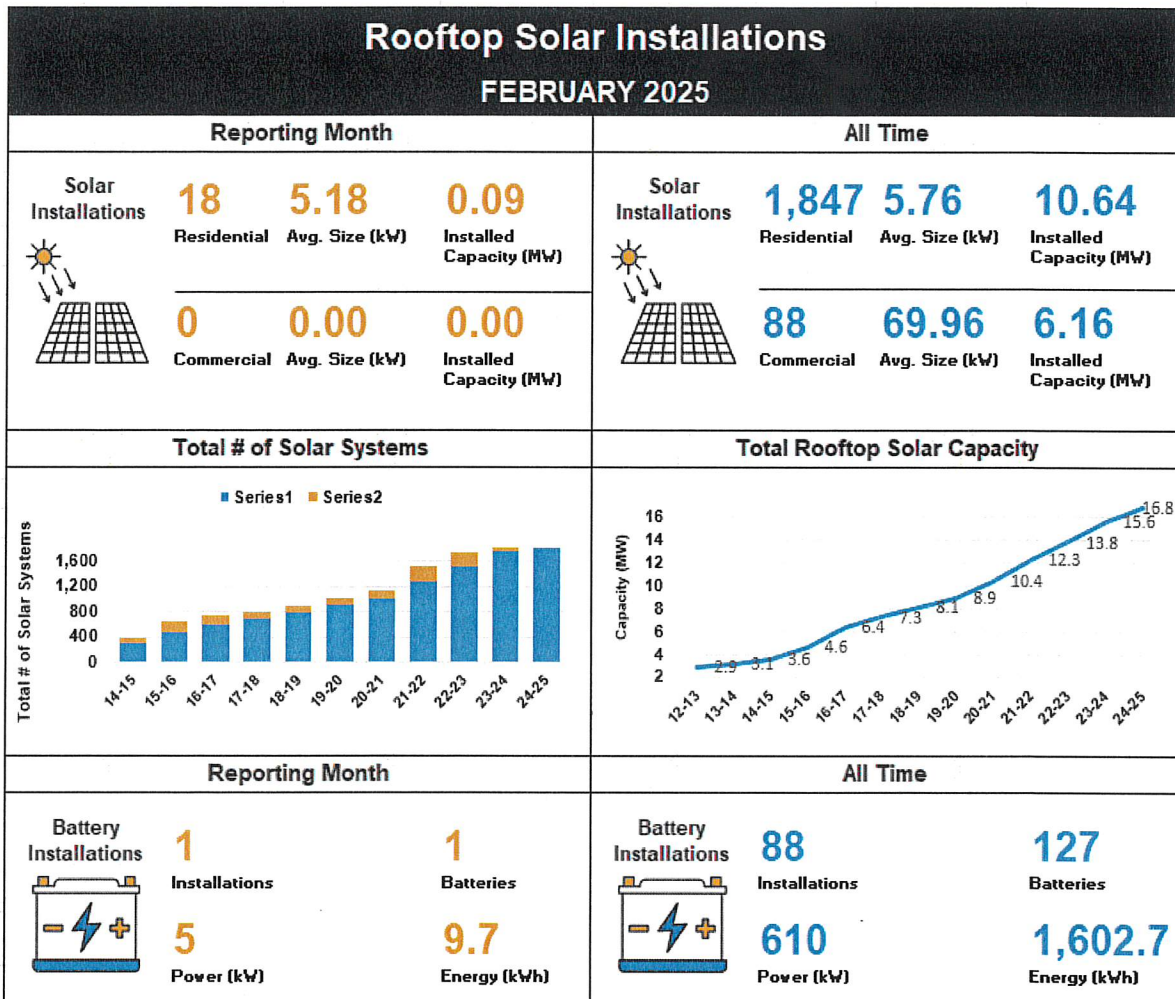 Rooftop Solar Installations
FEBRUARY 2025
Reporting Month
Solar
Installations
18
5.18
0.09
Residential
Avg. Size (kW)
Installed
Capacity (MW)
0
0.00
0.00
Commercial
Avg. Size (kW)
Installed
Capacity (MW)
All Time
Solar
Installations
1,847
5.76
10.64
Residential
Avg. Size (kW)
Installed
Capacity (MW)
88
69.96
6.16
Commercial
Avg. Size (kW)
Installed
Capacity (MW)
Total # of Solar Systems
Series1
Series2
Total # of Solar Systems
1,600
1,200
800
400
0
14-15
15-16
16-17
17-18
18-19
19-20
20-21
21-22
22-23
23-24
24-25
Total Rooftop Solar Capacity
Capacity (MW)
16
14
12
10
8
6
4
2
2.9
3.1
3.6
4.6
6.4
7.3
8.1
8.9
10.4
12.3
13.8
15.6
16.8
12-13
13-14
14-15
15-16
16-17
17-18
18-19
19-20
20-21
21-22
22-23
23-24
24-25
Reporting Month
Battery
Installations
1
1
Installations
Batteries
5
9.7
Power (kW)
Energy (kWh)
All Time
Battery
Installations
88
127
Installations
Batteries
610
1,602.7
Power (kW)
Energy (kWh)